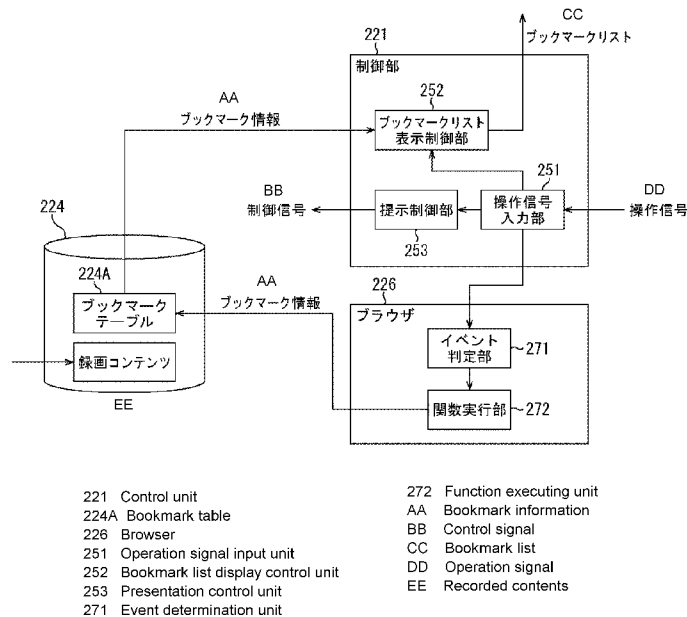 CC
ブックマークリスト
221
制御部
252
ブックマークリスト
表示制御部
AA
ブックマーク情報
251
操作信号
入力部
BB
制御信号
提示制御部
253
DD
操作信号
224
224A
ブックマーク
テーブル
録画コンテンツ
EE
AA
ブックマーク情報
226
ブラウザ
イベント
判定部
271
関数実行部
272
221 Control unit
224A Bookmark table
226 Browser
251 Operation signal input unit
252 Bookmark list display control unit
253 Presentation control unit
271 Event determination unit
272 Function executing unit
AA Bookmark information
BB Control signal
CC Bookmark list
DD Operation signal
EE Recorded contents